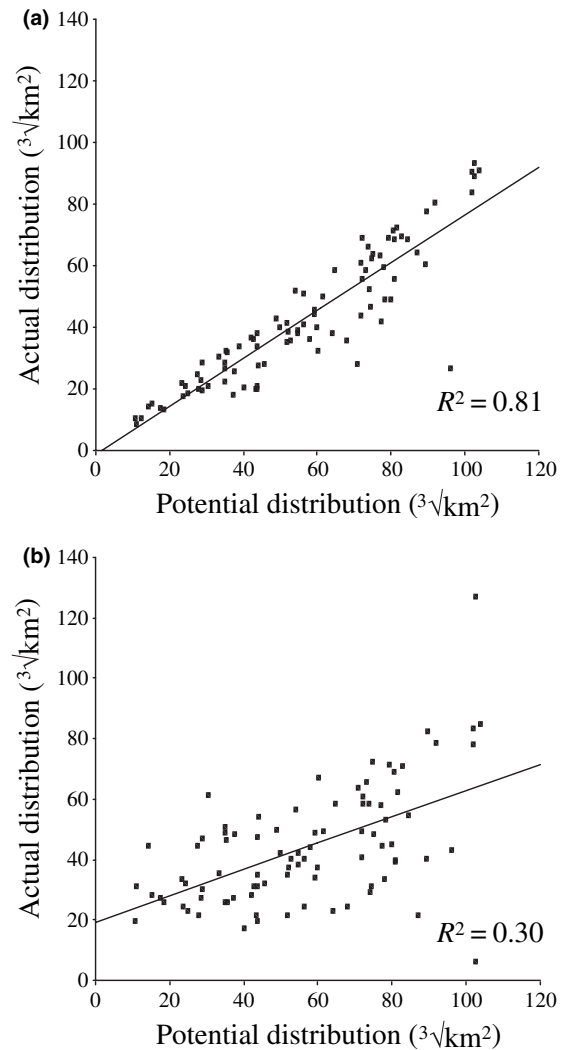 (a)
140
120
100
80
60
40
20
0
Actual distribution (³√km²)
R² = 0.81
0 20 40 60 80 100 120
Potential distribution (³√km²)
(b)
140
120
100
80
60
40
20
0
Actual distribution (³√km²)
R² = 0.30
0 20 40 60 80 100 120
Potential distribution (³√km²)